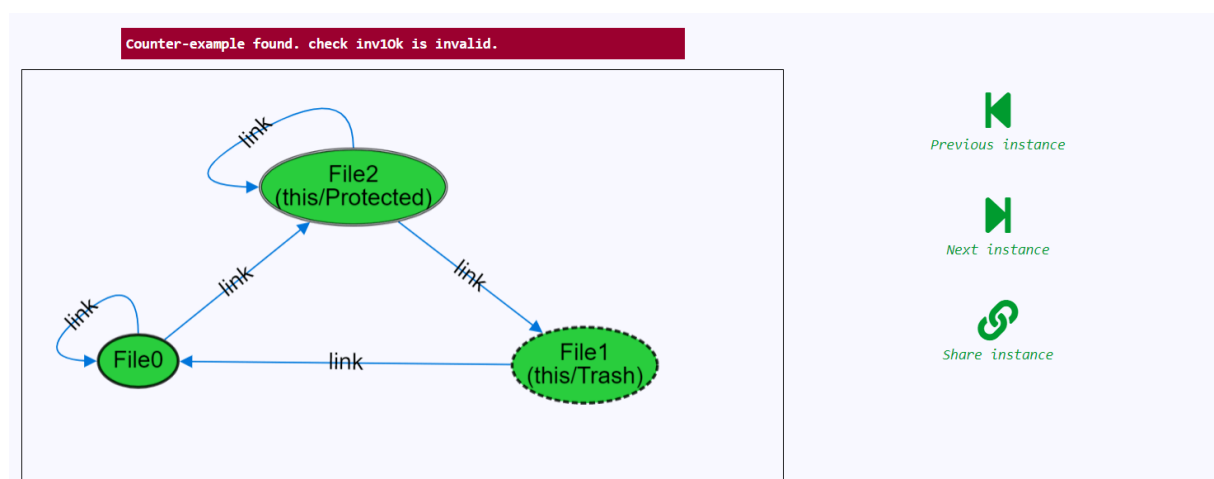 Counter-example found. check inv1Ok is invalid.
link
File2
(this/Protected)
link
link
link
File0
link
File1
(this/Trash)
Previous instance
Next instance
Share instance